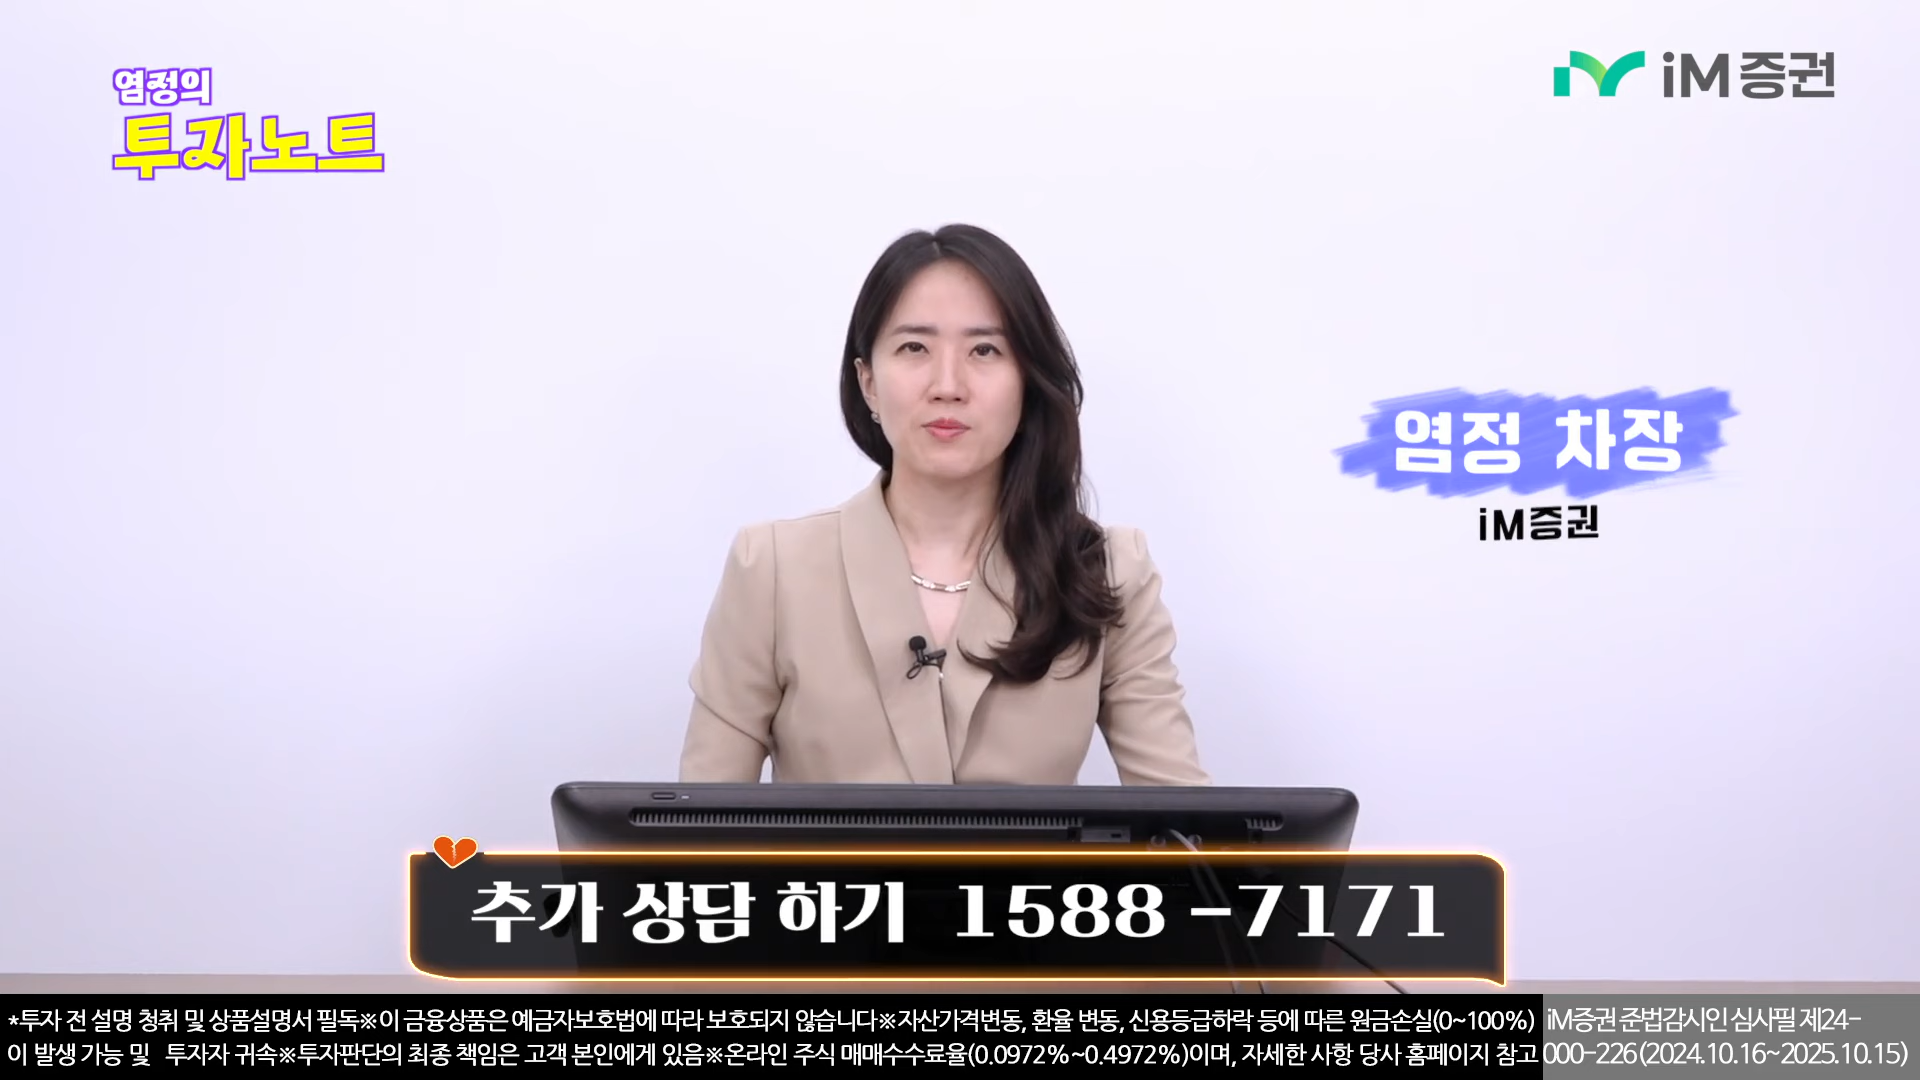 염정의
투자노트
iM증권
염정 차장
iM증권
추가 상담 하기 1588 -7171
*투자 전 설명 청취 및 상품설명서 필독※이 금융상품은 예금자보호법에 따라 보호되지 않습니다※자산가격변동, 환율 변동, 신용등급하락 등에 따른 원금손실(0~100%)
이 발생 가능 및 투자자 귀속※투자판단의 최종 책임은 고객 본인에게 있음※온라인 주식 매매수수료율(0.0972%~0.4972%)이며, 자세한 사항 당사 홈페이지 참고
iM증권 준법감시인 심사필 제24-
000-226(2024.10.16~2025.10.15)